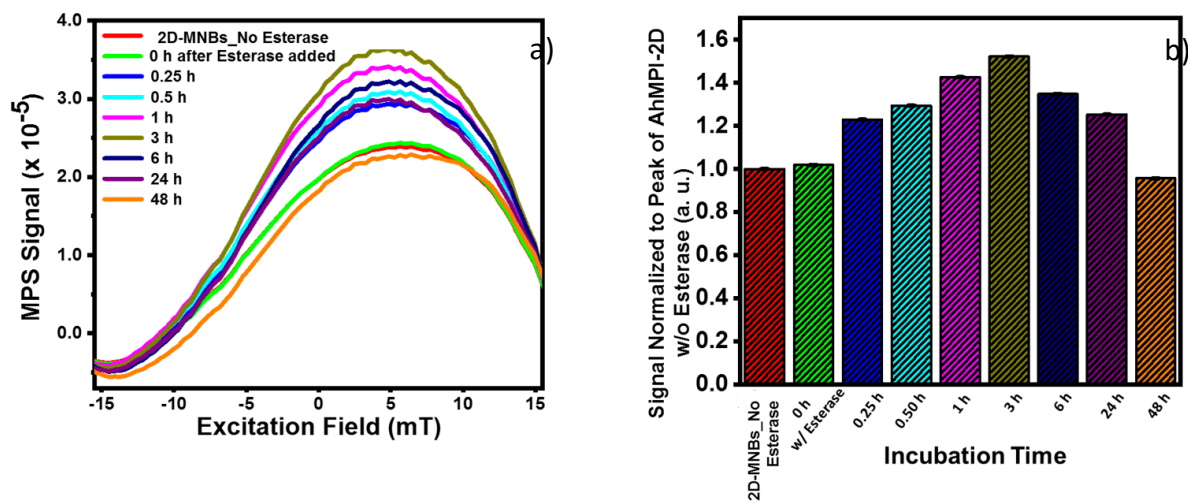 a)
4.0
3.0
2.0
1.0
0.0
MPS Signal (x 10⁻⁵)
2D-MNBs_No Esterase
0 h after Esterase added
0.25 h
0.5 h
1 h
3 h
6 h
24 h
48 h
-15 -10 -5 0 5 10 15
Excitation Field (mT)
b)
1.6
1.4
1.2
1.0
0.8
0.6
0.4
0.2
0.0
Signal Normalized to Peak of AhMPI-2D
w/o Esterase (a. u.)
2D-MNBs_No
Esterase
0 h
w/ Esterase
0.25 h
0.50 h
1 h
3 h
6 h
24 h
48 h
Incubation Time